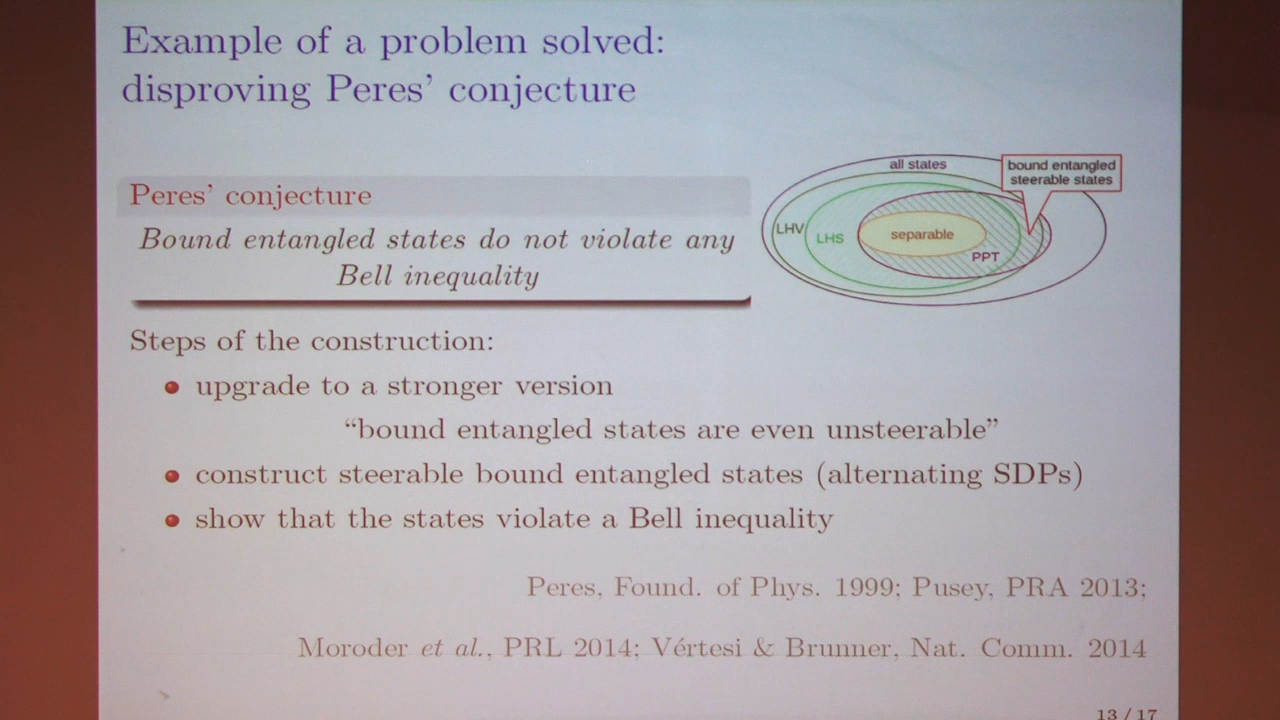 Example of a problem solved:
disproving Peres’ conjecture
Peres’ conjecture
Bound entangled states do not violate any
Bell inequality
all states
bound entangled
steerable states
LHV
LHS
separable
PPT
Steps of the construction:
upgrade to a stronger version
“bound entangled states are even unsteerable”
construct steerable bound entangled states (alternating SDPs)
show that the states violate a Bell inequality
Peres, Found. of Phys. 1999; Pusey, PRA 2013;
Moroder et al., PRL 2014; Vértesi & Brunner, Nat. Comm. 2014
13 / 17